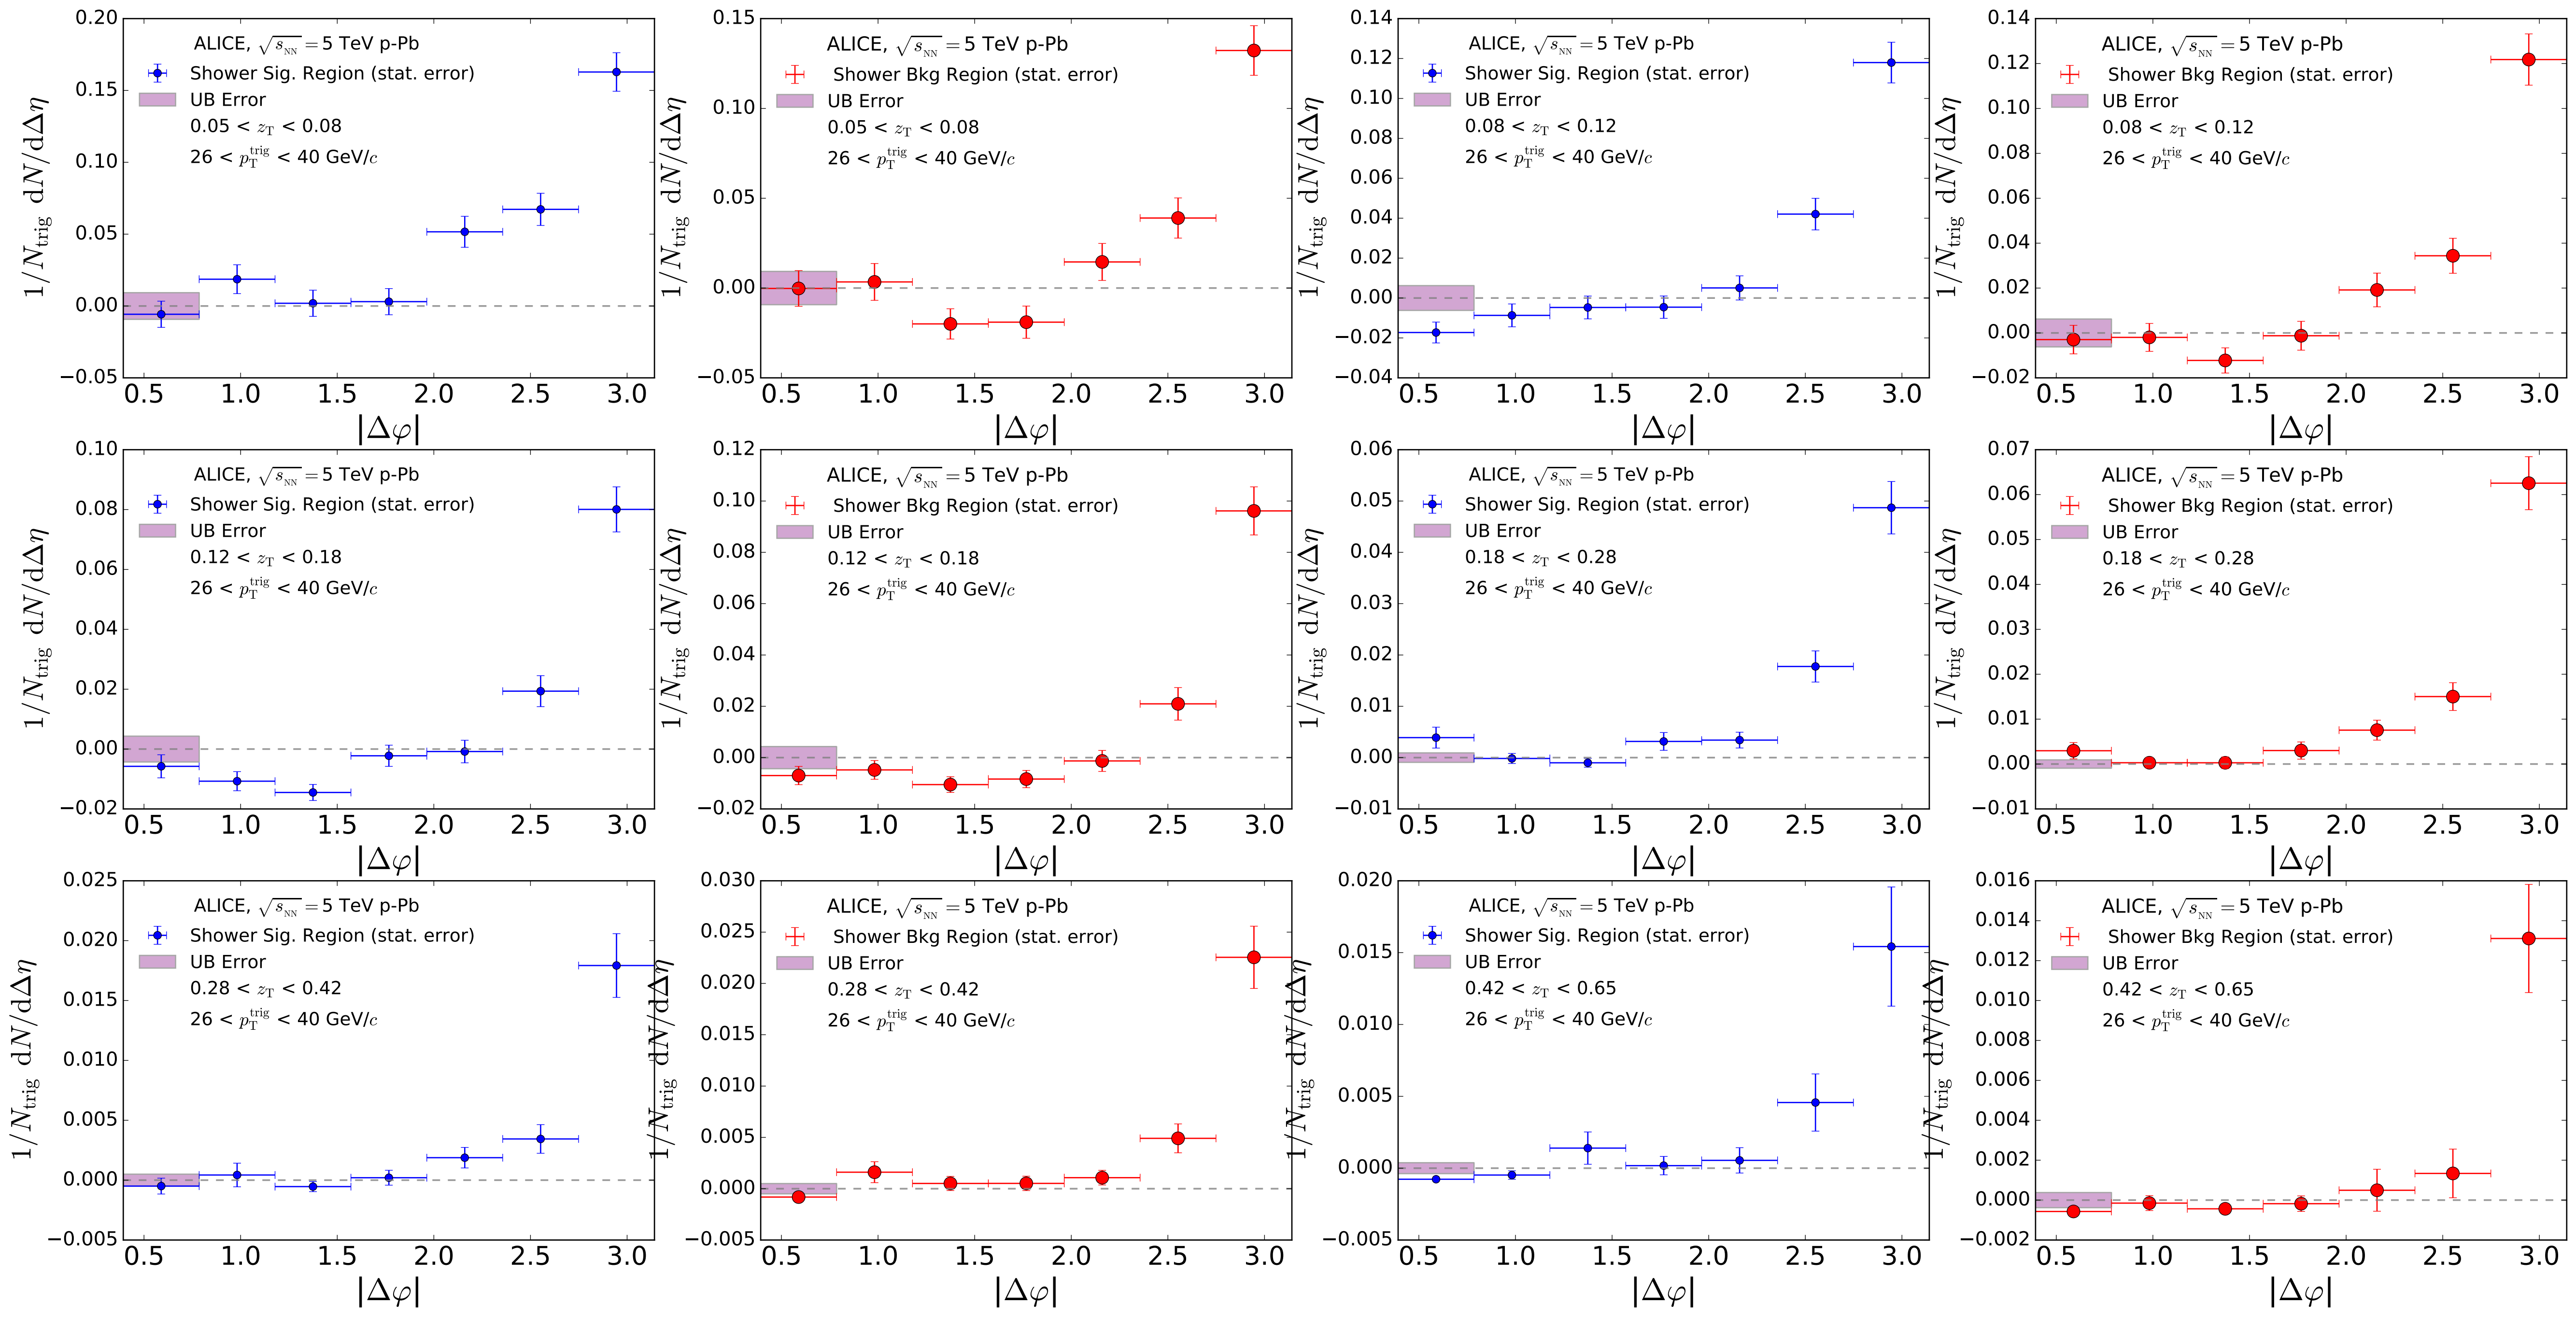 ALICE, √s_NN = 5 TeV p-Pb
Shower Sig. Region (stat. error)
UB Error
0.05 < z_T < 0.08
26 < p_T^trig < 40 GeV/c
1/N_trig dN/dΔη
0.20
0.15
0.10
0.05
0.00
−0.05
0.5 1.0 1.5 2.0 2.5 3.0
|Δφ|
ALICE, √s_NN = 5 TeV p-Pb
Shower Bkg Region (stat. error)
UB Error
0.05 < z_T < 0.08
26 < p_T^trig < 40 GeV/c
1/N_trig dN/dΔη
0.15
0.10
0.05
0.00
−0.05
0.5 1.0 1.5 2.0 2.5 3.0
|Δφ|
ALICE, √s_NN = 5 TeV p-Pb
Shower Sig. Region (stat. error)
UB Error
0.08 < z_T < 0.12
26 < p_T^trig < 40 GeV/c
1/N_trig dN/dΔη
0.14
0.12
0.10
0.08
0.06
0.04
0.02
0.00
−0.02
−0.04
0.5 1.0 1.5 2.0 2.5 3.0
|Δφ|
ALICE, √s_NN = 5 TeV p-Pb
Shower Bkg Region (stat. error)
UB Error
0.08 < z_T < 0.12
26 < p_T^trig < 40 GeV/c
1/N_trig dN/dΔη
0.14
0.12
0.10
0.08
0.06
0.04
0.02
0.00
−0.02
0.5 1.0 1.5 2.0 2.5 3.0
|Δφ|
ALICE, √s_NN = 5 TeV p-Pb
Shower Sig. Region (stat. error)
UB Error
0.12 < z_T < 0.18
26 < p_T^trig < 40 GeV/c
1/N_trig dN/dΔη
0.10
0.08
0.06
0.04
0.02
0.00
−0.02
0.5 1.0 1.5 2.0 2.5 3.0
|Δφ|
ALICE, √s_NN = 5 TeV p-Pb
Shower Bkg Region (stat. error)
UB Error
0.12 < z_T < 0.18
26 < p_T^trig < 40 GeV/c
1/N_trig dN/dΔη
0.12
0.10
0.08
0.06
0.04
0.02
0.00
−0.02
0.5 1.0 1.5 2.0 2.5 3.0
|Δφ|
ALICE, √s_NN = 5 TeV p-Pb
Shower Sig. Region (stat. error)
UB Error
0.18 < z_T < 0.28
26 < p_T^trig < 40 GeV/c
1/N_trig dN/dΔη
0.06
0.05
0.04
0.03
0.02
0.01
0.00
−0.01
0.5 1.0 1.5 2.0 2.5 3.0
|Δφ|
ALICE, √s_NN = 5 TeV p-Pb
Shower Bkg Region (stat. error)
UB Error
0.18 < z_T < 0.28
26 < p_T^trig < 40 GeV/c
1/N_trig dN/dΔη
0.07
0.06
0.05
0.04
0.03
0.02
0.01
0.00
−0.01
0.5 1.0 1.5 2.0 2.5 3.0
|Δφ|
ALICE, √s_NN = 5 TeV p-Pb
Shower Sig. Region (stat. error)
UB Error
0.28 < z_T < 0.42
26 < p_T^trig < 40 GeV/c
1/N_trig dN/dΔη
0.025
0.020
0.015
0.010
0.005
0.000
−0.005
0.5 1.0 1.5 2.0 2.5 3.0
|Δφ|
ALICE, √s_NN = 5 TeV p-Pb
Shower Bkg Region (stat. error)
UB Error
0.28 < z_T < 0.42
26 < p_T^trig < 40 GeV/c
1/N_trig dN/dΔη
0.030
0.025
0.020
0.015
0.010
0.005
0.000
−0.005
0.5 1.0 1.5 2.0 2.5 3.0
|Δφ|
ALICE, √s_NN = 5 TeV p-Pb
Shower Sig. Region (stat. error)
UB Error
0.42 < z_T < 0.65
26 < p_T^trig < 40 GeV/c
1/N_trig dN/dΔη
0.020
0.015
0.010
0.005
0.000
−0.005
0.5 1.0 1.5 2.0 2.5 3.0
|Δφ|
ALICE, √s_NN = 5 TeV p-Pb
Shower Bkg Region (stat. error)
UB Error
0.42 < z_T < 0.65
26 < p_T^trig < 40 GeV/c
1/N_trig dN/dΔη
0.016
0.014
0.012
0.010
0.008
0.006
0.004
0.002
0.000
−0.002
0.5 1.0 1.5 2.0 2.5 3.0
|Δφ|